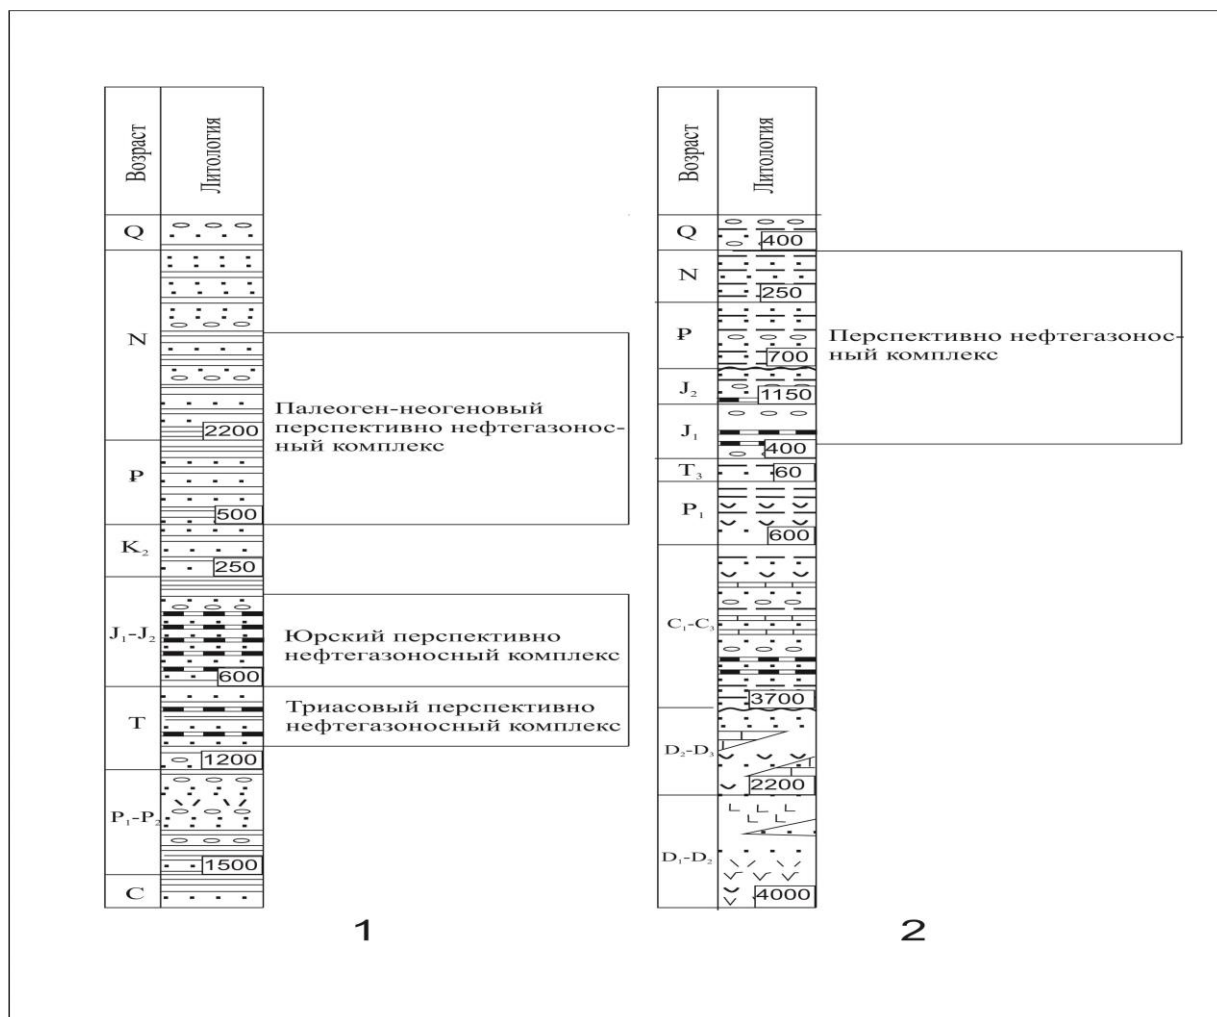 Возраст
Литология
Q
N
2200
Палеоген-неогеновый
перспективно нефтегазонос-
ный комплекс
₽
500
K₂
250
J₁-J₂
600
Юрский перспективно
нефтегазоносный комплекс
T
1200
Триасовый перспективно
нефтегазоносный комплекс
P₁-P₂
1500
C
1
Возраст
Литология
Q
400
N
250
₽
700
Перспективно нефтегазонос-
ный комплекс
J₂
1150
J₁
400
T₃
60
P₁
600
C₁-C₃
3700
D₂-D₃
2200
D₁-D₂
4000
2